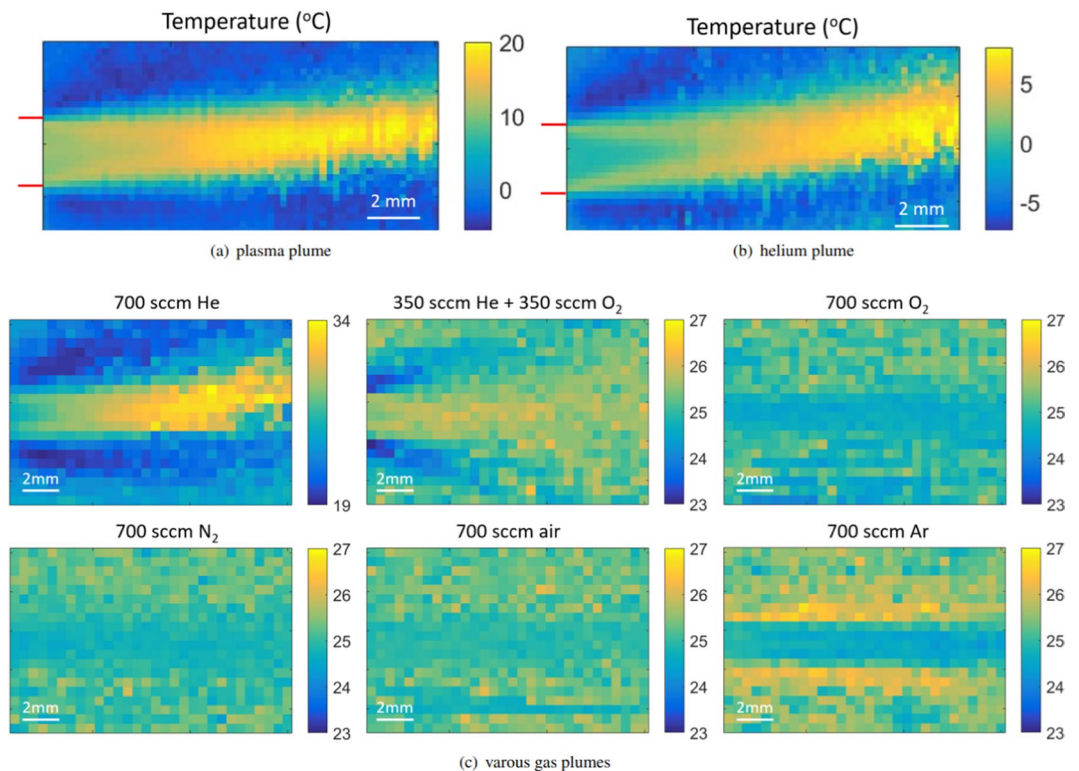 Temperature (°C)
20
10
0
2 mm
(a) plasma plume
Temperature (°C)
5
0
-5
2 mm
(b) helium plume
700 sccm He
34
19
2mm
350 sccm He + 350 sccm O₂
27
26
25
24
23
2mm
700 sccm O₂
27
26
25
24
23
2mm
700 sccm N₂
27
26
25
24
23
2mm
700 sccm air
27
26
25
24
23
2mm
700 sccm Ar
27
26
25
24
23
2mm
(c) varous gas plumes